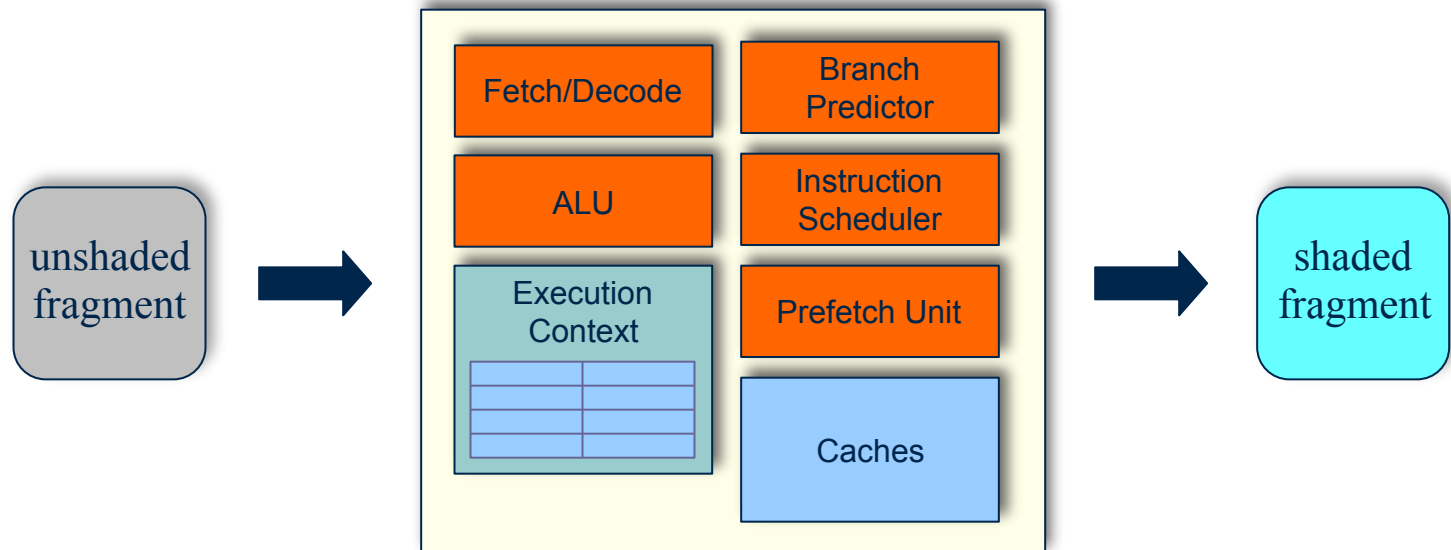 unshaded
fragment
Fetch/Decode
ALU
Execution
Context
Branch
Predictor
Instruction
Scheduler
Prefetch Unit
Caches
shaded
fragment